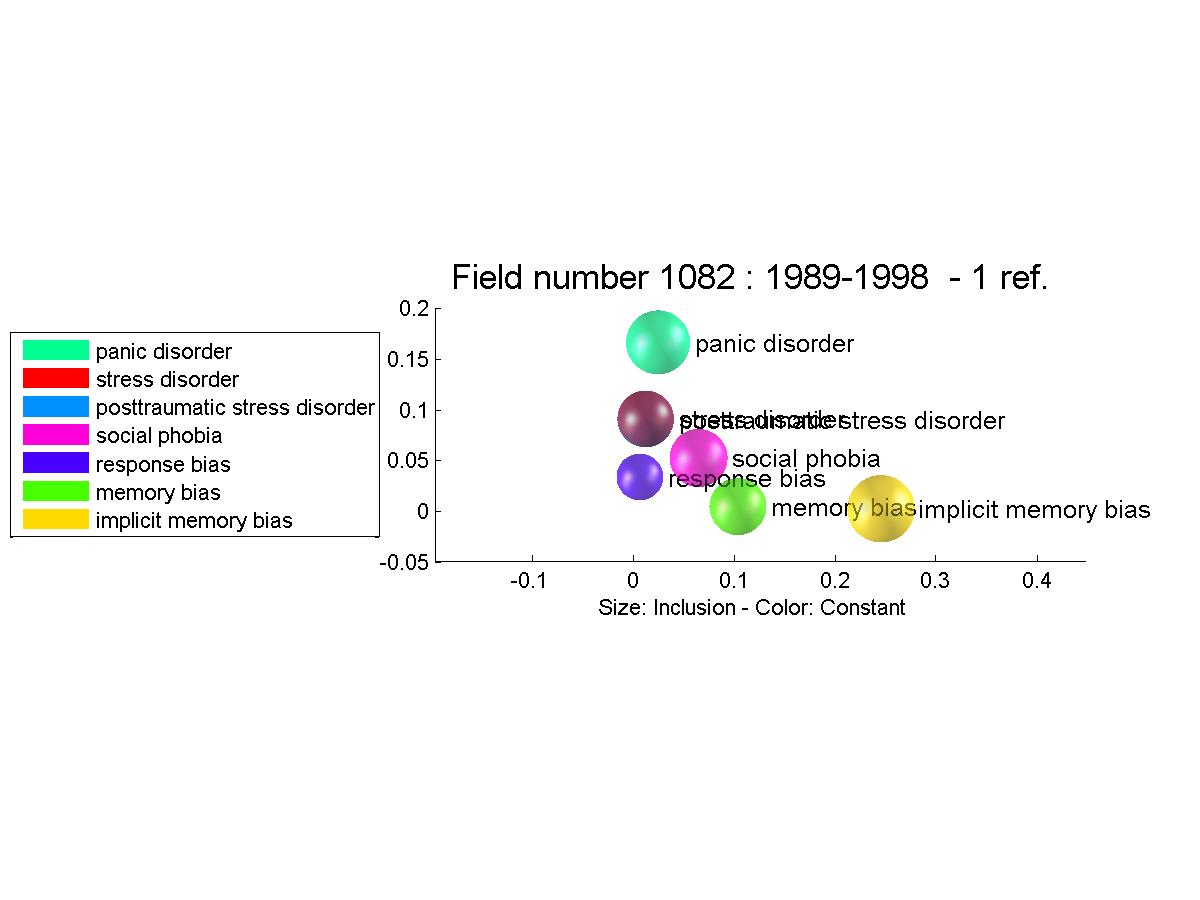 Field number 1082 : 1989-1998 - 1 ref.
panic disorder
stress disorder
posttraumatic stress disorder
social phobia
response bias
memory bias
implicit memory bias
0.2
0.15
0.1
0.05
0
-0.05
-0.1
0
0.1
0.2
0.3
0.4
panic disorder
stress disorder
posttraumatic stress disorder
social phobia
response bias
memory bias
implicit memory bias
Size: Inclusion - Color: Constant